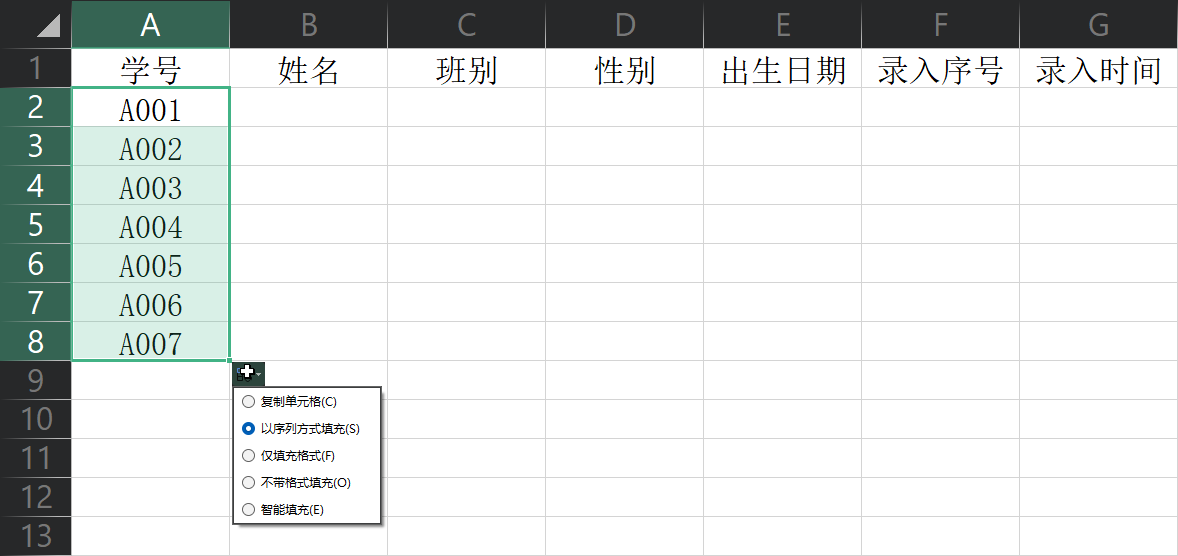 A B C D E F G
1 学号 姓名 班别 性别 出生日期 录入序号 录入时间
2 A001
3 A002
4 A003
5 A004
6 A005
7 A006
8 A007
9
复制单元格(C)
10
以序列方式填充(S)
11
仅填充格式(F)
12
不带格式填充(O)
智能填充(E)
13